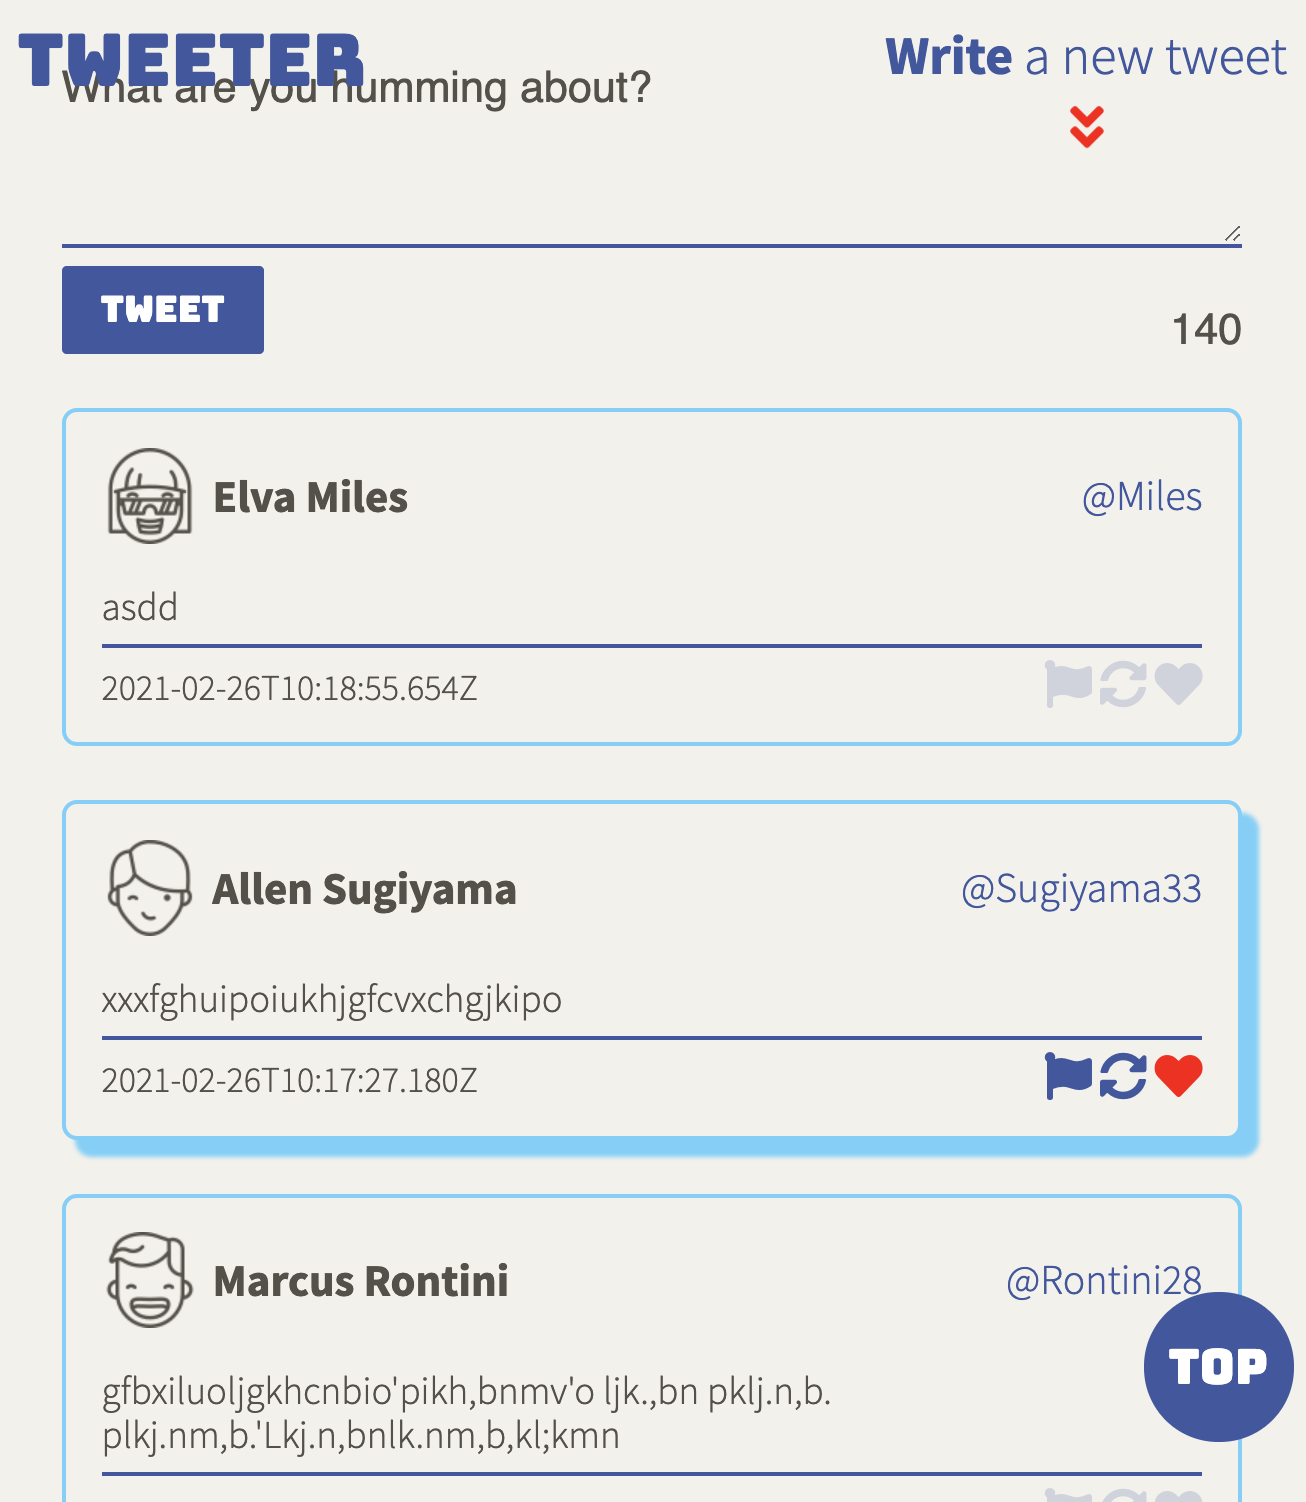 TWEETER
Write a new tweet
What are you humming about?
TWEET
140
Elva Miles
@Miles
asdd
2021-02-26T10:18:55.654Z
Allen Sugiyama
@Sugiyama33
xxxfghuipoiukhjgfcvxchgjkipo
2021-02-26T10:17:27.180Z
Marcus Rontini
@Rontini28
TOP
gfbxiluoljgkhcnbio'pikh,bnmv'o ljk.,bn pklj.n,b.
plkj.nm,b.'Lkj.n,bnlk.nm,b,kl;kmn